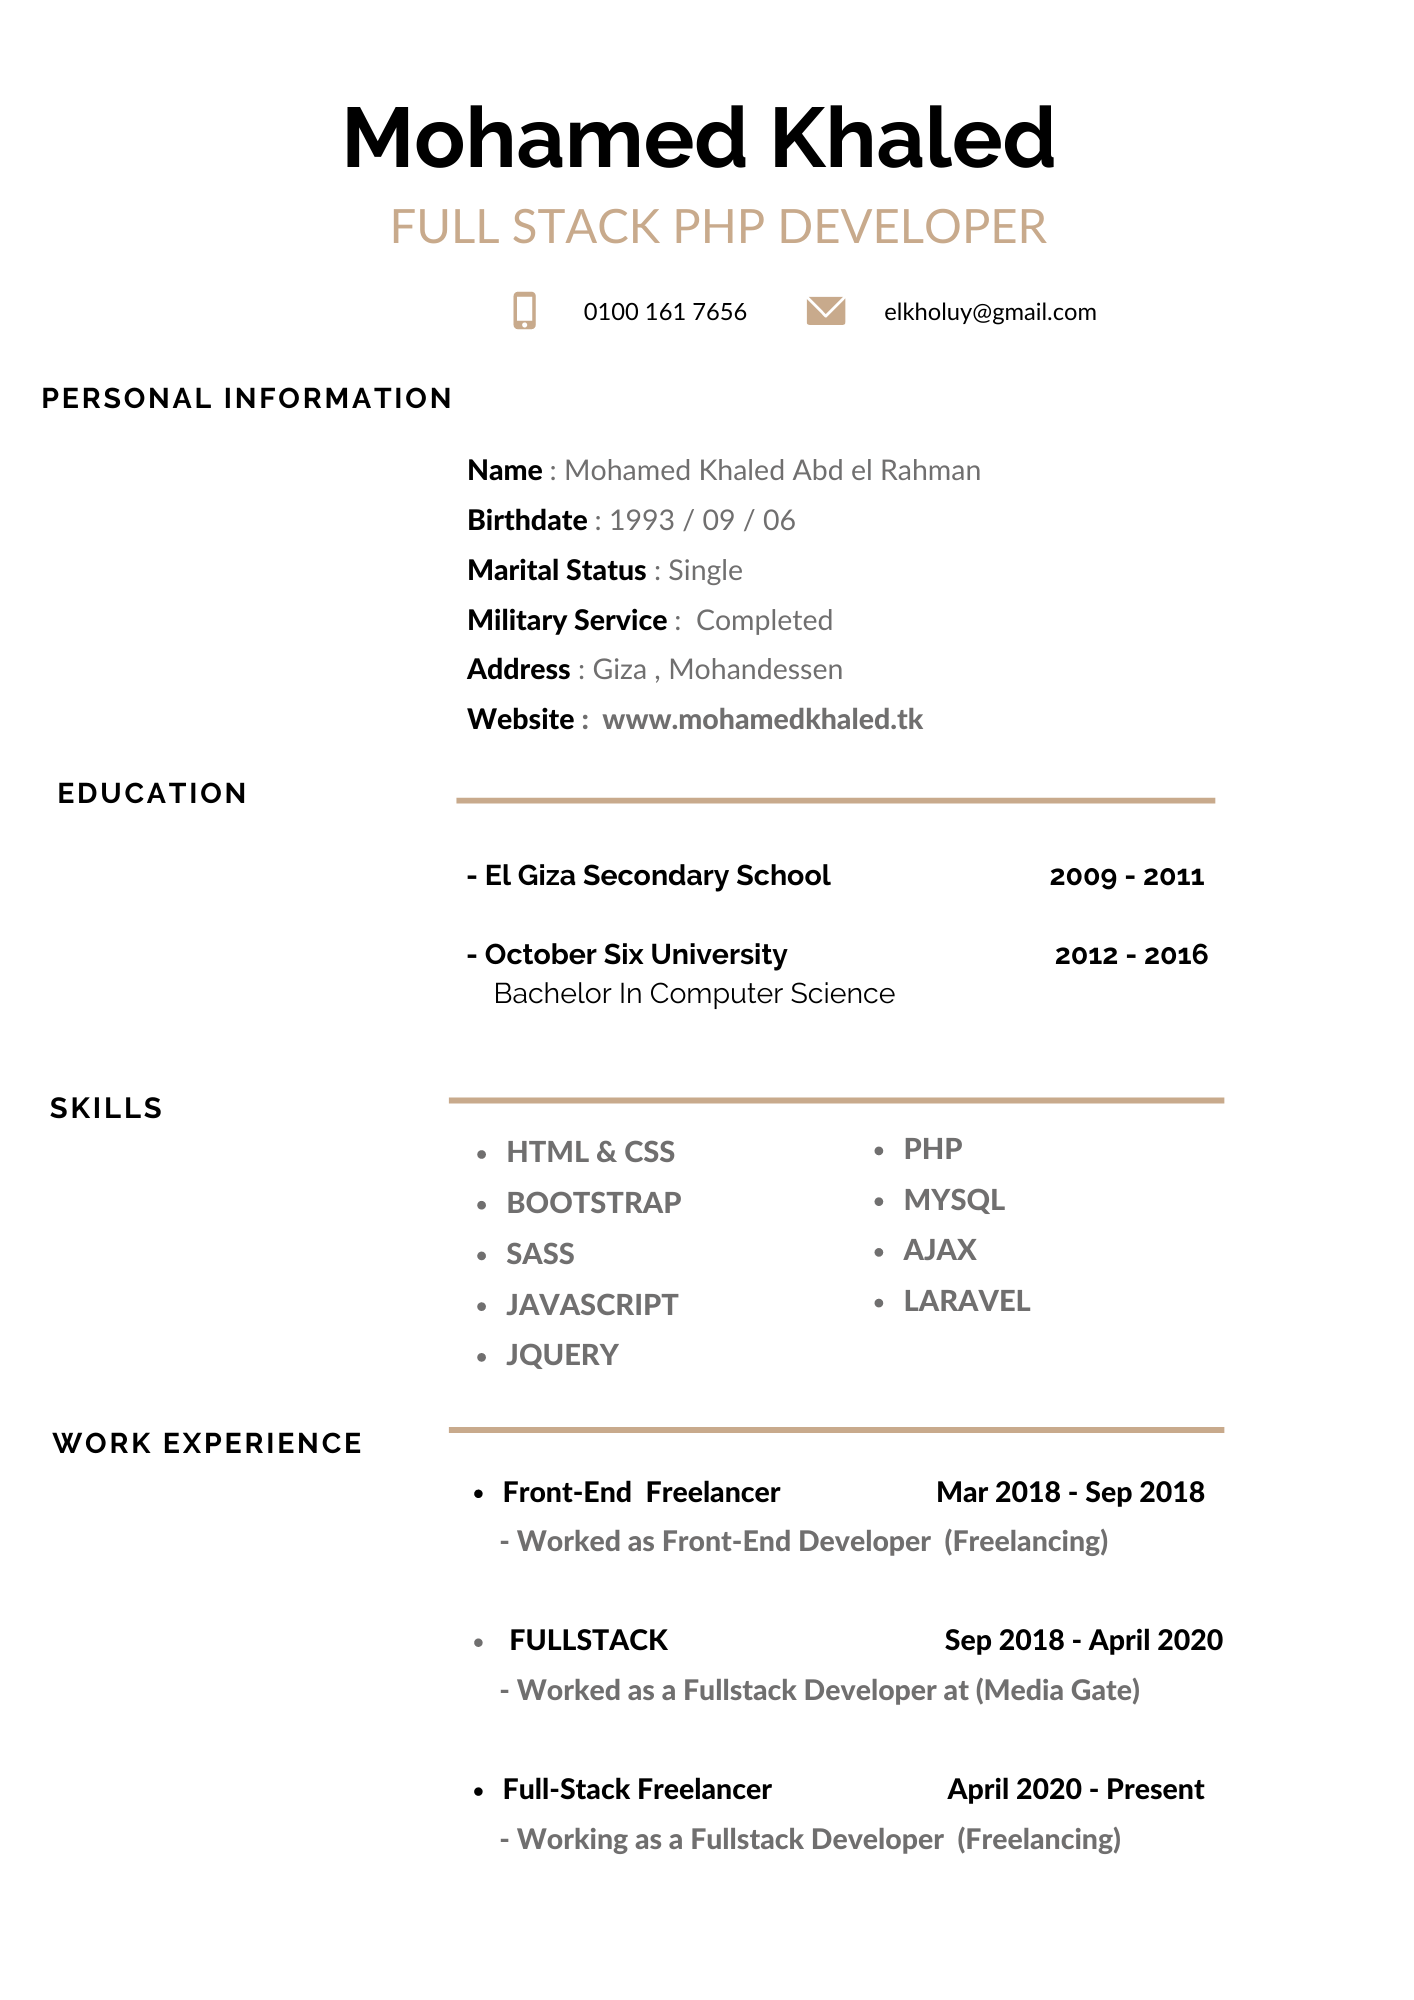 Mohamed Khaled
FULL STACK PHP DEVELOPER
0100 161 7656 elkholuy@gmail.com
PERSONAL INFORMATION
Name : Mohamed Khaled Abd el Rahman
Birthdate : 1993 / 09 / 06
Marital Status : Single
Military Service : Completed
Address : Giza , Mohandessen
Website : www.mohamedkhaled.tk
EDUCATION
- El Giza Secondary School 2009 - 2011
- October Six University 2012 - 2016
Bachelor In Computer Science
SKILLS
• HTML & CSS
• BOOTSTRAP
• SASS
• JAVASCRIPT
• JQUERY
• PHP
• MYSQL
• AJAX
• LARAVEL
WORK EXPERIENCE
• Front-End Freelancer Mar 2018 - Sep 2018
- Worked as Front-End Developer (Freelancing)
• FULLSTACK Sep 2018 - April 2020
- Worked as a Fullstack Developer at (Media Gate)
• Full-Stack Freelancer April 2020 - Present
- Working as a Fullstack Developer (Freelancing)